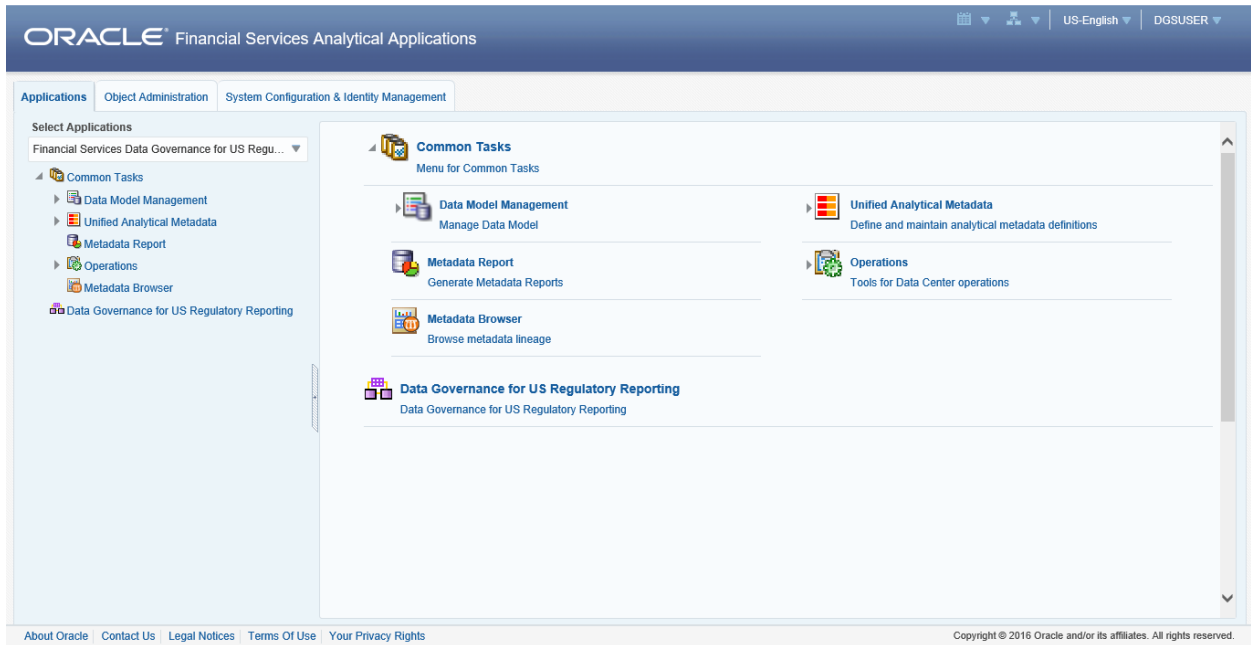 US-English DGSUSER
ORACLE® Financial Services Analytical Applications
Applications Object Administration System Configuration & Identity Management
Select Applications
Financial Services Data Governance for US Regu...
Common Tasks
Data Model Management
Unified Analytical Metadata
Metadata Report
Operations
Metadata Browser
Data Governance for US Regulatory Reporting
Common Tasks
Menu for Common Tasks
Data Model Management
Manage Data Model
Unified Analytical Metadata
Define and maintain analytical metadata definitions
Metadata Report
Generate Metadata Reports
Operations
Tools for Data Center operations
Metadata Browser
Browse metadata lineage
Data Governance for US Regulatory Reporting
Data Governance for US Regulatory Reporting
About Oracle Contact Us Legal Notices Terms Of Use Your Privacy Rights Copyright © 2016 Oracle and/or its affiliates. All rights reserved.